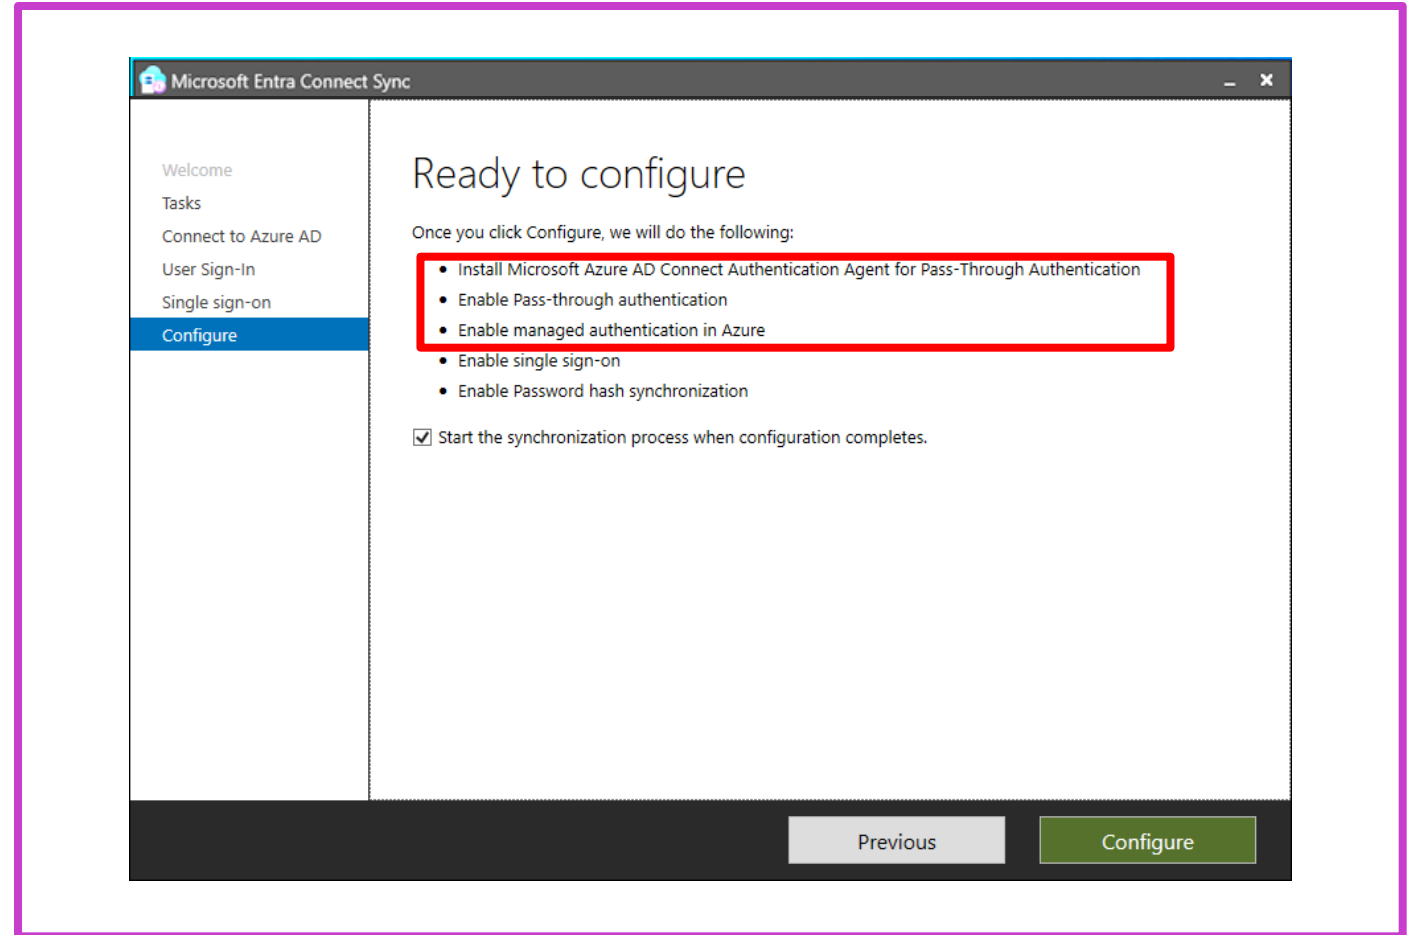 Microsoft Entra Connect Sync
Welcome
Tasks
Connect to Azure AD
User Sign-In
Single sign-on
Configure
Ready to configure
Once you click Configure, we will do the following:
• Install Microsoft Azure AD Connect Authentication Agent for Pass-Through Authentication
• Enable Pass-through authentication
• Enable managed authentication in Azure
• Enable single sign-on
• Enable Password hash synchronization
Start the synchronization process when configuration completes.
Previous
Configure